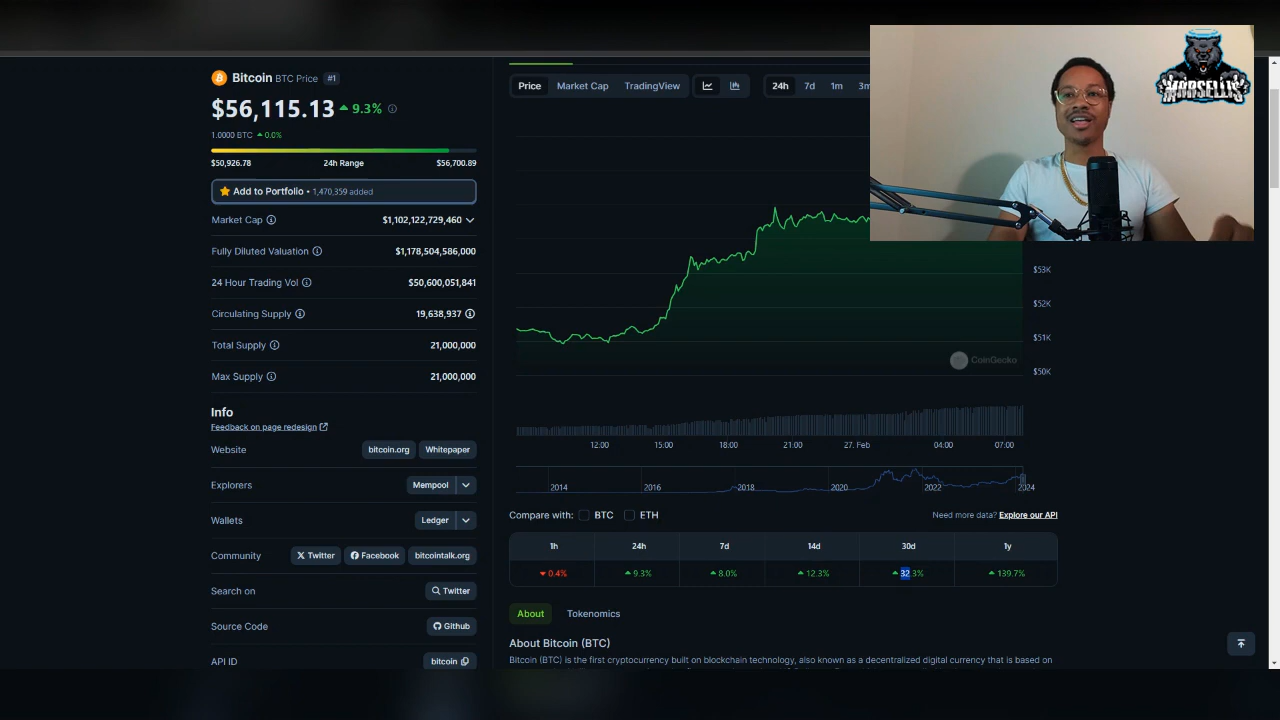 MARSELLIS
Bitcoin BTC Price #1
$56,115.13 9.3%
1.0000 BTC 0.0%
$50,926.78 24h Range $56,700.89
Add to Portfolio • 1,470,359 added
Market Cap $1,102,122,729,460
Fully Diluted Valuation $1,178,504,586,000
24 Hour Trading Vol $50,600,051,841
Circulating Supply 19,638,937
Total Supply 21,000,000
Max Supply 21,000,000
Info
Feedback on page redesign
Website bitcoin.org Whitepaper
Explorers Mempool
Wallets Ledger
Community Twitter Facebook bitcointalk.org
Search on Twitter
Source Code Github
API ID bitcoin
Price Market Cap TradingView 24h 7d 1m 3m
$53K
$52K
$51K
$50K
CoinGecko
12:00 15:00 18:00 21:00 27. Feb 04:00 07:00
2014 2016 2018 2020 2022 2024
Compare with: BTC ETH Need more data? Explore our API
1h 24h 7d 14d 30d 1y
0.4% 9.3% 8.0% 12.3% 32.3% 139.7%
About Tokenomics
About Bitcoin (BTC)
Bitcoin (BTC) is the first cryptocurrency built on blockchain technology, also known as a decentralized digital currency that is based on